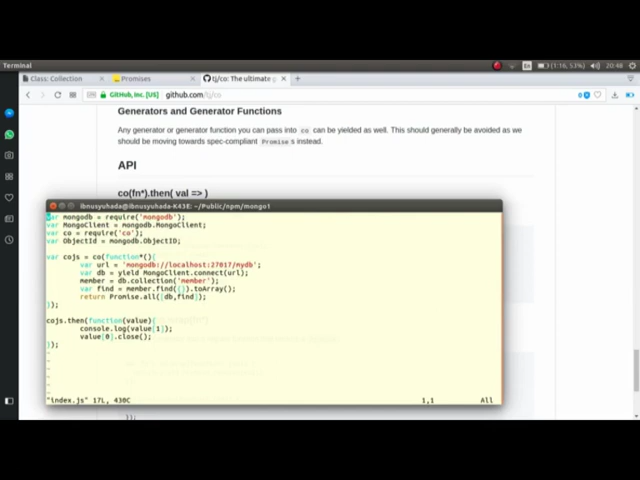 Terminal
En
(1:16, 53%)
20:48
Class: Collection
Promises
tj/co: The ultimate g
GitHub, Inc. [US]
github.com/tj/co
Generators and Generator Functions
Any generator or generator function you can pass into co can be yielded as well. This should generally be avoided as we
should be moving towards spec-compliant Promise s instead.
API
co(fn*).then( val => )
ibnusyuhada@ibnusyuhada-K43E: ~/Public/npm/mongo1
var mongodb = require('mongodb');
var MongoClient = mongodb.MongoClient;
var co = require('co');
var ObjectId = mongodb.ObjectID;
var cojs = co(function*(){
var url = 'mongodb://localhost:27017/mydb';
var db = yield MongoClient.connect(url);
member = db.collection('member');
var find = member.find({}).toArray();
return Promise.all([db,find]);
});
cojs.then(function(value){
console.log(value[1]);
value[0].close();
});
~
~
~
~
~
~
"index.js" 17L, 430C
1,1
All
});